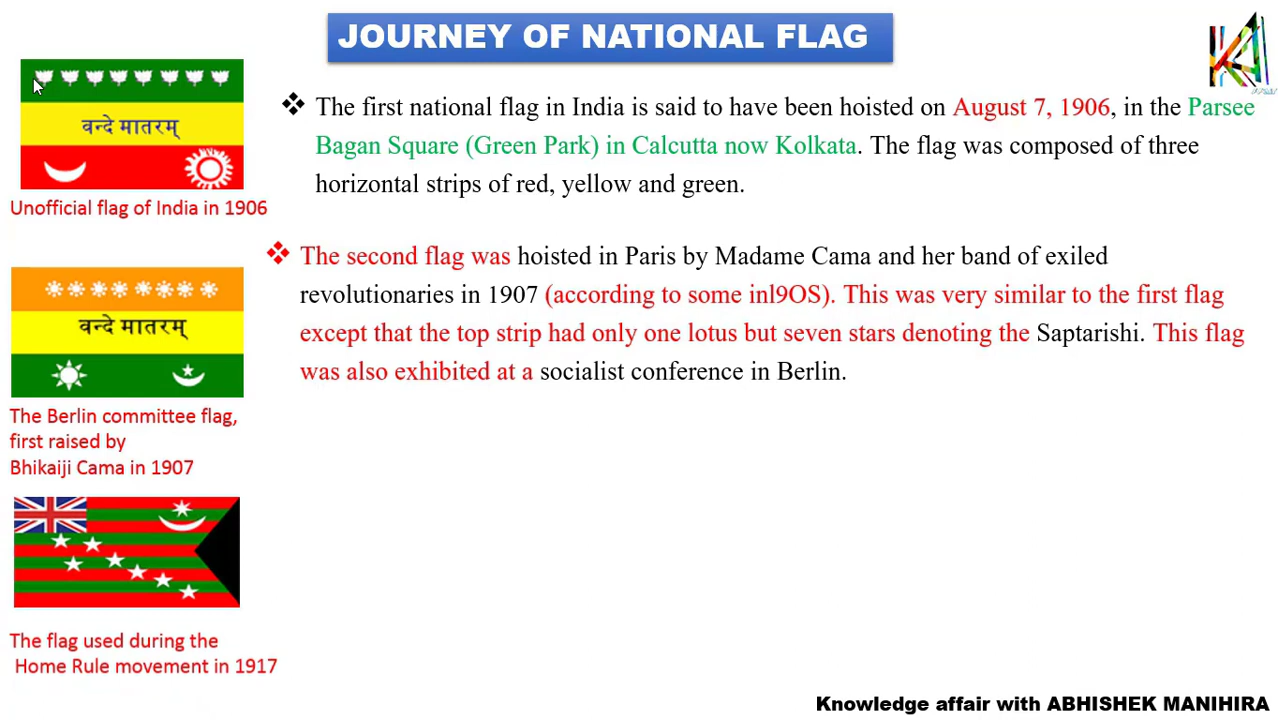 JOURNEY OF NATIONAL FLAG
वन्दे मातरम्
Unofficial flag of India in 1906
❖ The first national flag in India is said to have been hoisted on August 7, 1906, in the Parsee
Bagan Square (Green Park) in Calcutta now Kolkata. The flag was composed of three
horizontal strips of red, yellow and green.
❖ The second flag was hoisted in Paris by Madame Cama and her band of exiled
revolutionaries in 1907 (according to some inl9OS). This was very similar to the first flag
except that the top strip had only one lotus but seven stars denoting the Saptarishi. This flag
was also exhibited at a socialist conference in Berlin.
वन्दे मातरम्
The Berlin committee flag,
first raised by
Bhikaiji Cama in 1907
The flag used during the
Home Rule movement in 1917
Knowledge affair with ABHISHEK MANIHIRA